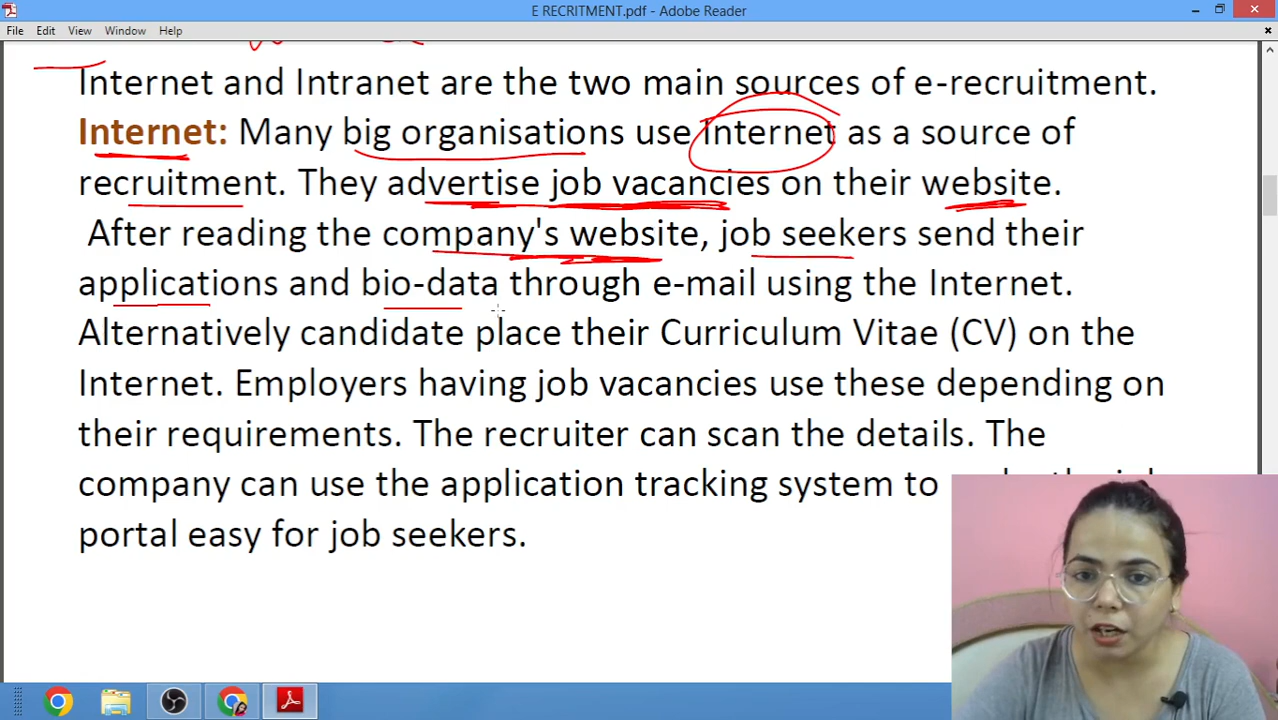 E RECRITMENT.pdf - Adobe Reader
File Edit View Window Help
Internet and Intranet are the two main sources of e-recruitment.
Internet: Many big organisations use Internet as a source of
recruitment. They advertise job vacancies on their website.
After reading the company's website, job seekers send their
applications and bio-data through e-mail using the Internet.
Alternatively candidate place their Curriculum Vitae (CV) on the
Internet. Employers having job vacancies use these depending on
their requirements. The recruiter can scan the details. The
company can use the application tracking system to
portal easy for job seekers.